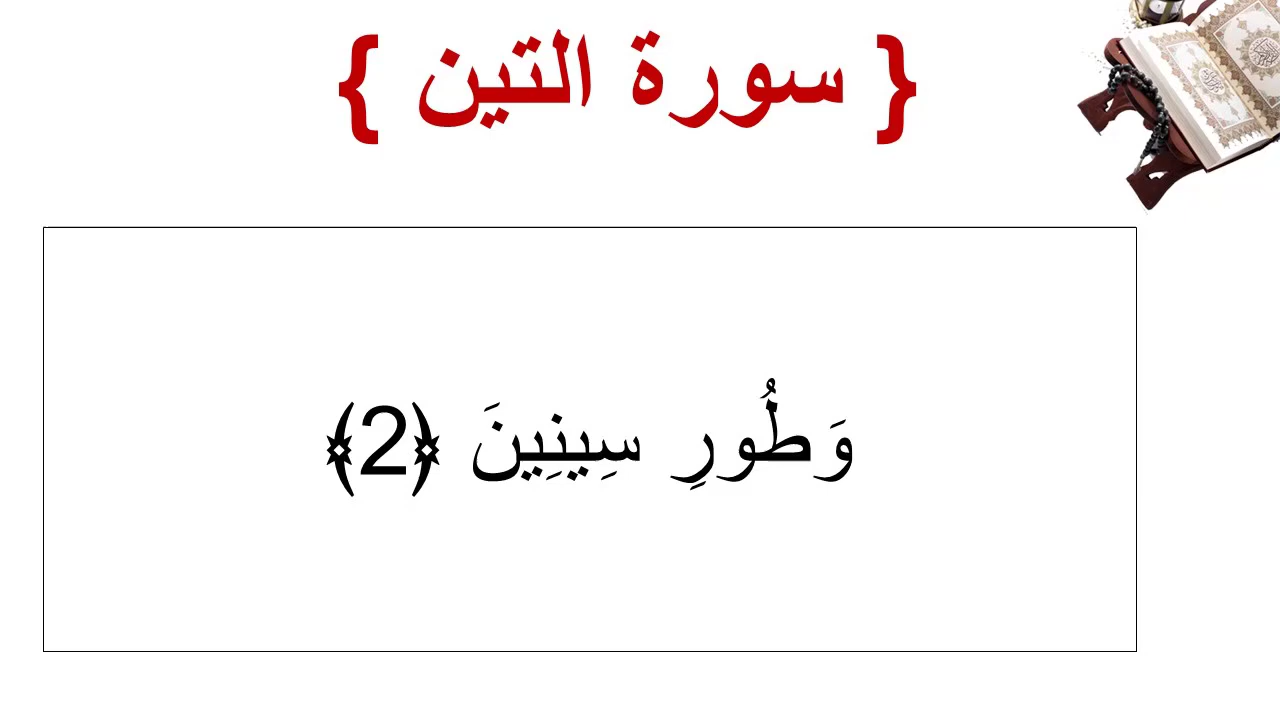 { سورة التين }
وَطُورِ سِينِينَ ﴿2﴾